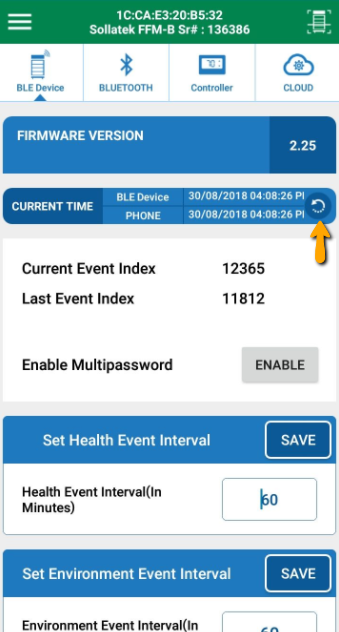 1C:CA:E3:20:B5:32
Sollatek FFM-B Sr# : 136386
BLE Device
BLUETOOTH
Controller
CLOUD
FIRMWARE VERSION
2.25
CURRENT TIME
BLE Device 30/08/2018 04:08:26
PHONE 30/08/2018 04:08:26
Current Event Index 12365
Last Event Index 11812
Enable Multipassword ENABLE
Set Health Event Interval SAVE
Health Event Interval(In
Minutes)
60
Set Environment Event Interval SAVE
Environment Event Interval(In
60